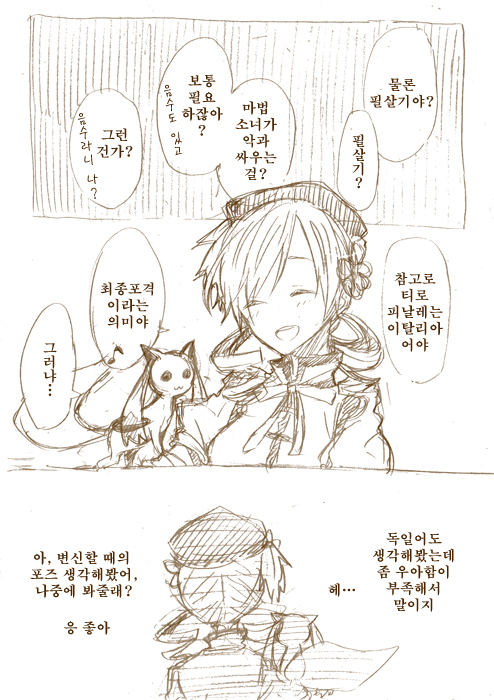 물론
필살기야?
필살기?
마법
소녀가
악과
싸우는
걸?
보통
필요
하잖아
?
음수도 있고
그런
건가?
음수라니 나?
참고로
티로
피날레는
이탈리아
어야
최종포격
이라는
의미야
그러냐…
독일어도
생각해봤는데
좀 우아함이
부족해서
말이지
헤…
아, 변신할 때의
포즈 생각해봤어,
나중에 봐줄래?
응 좋아